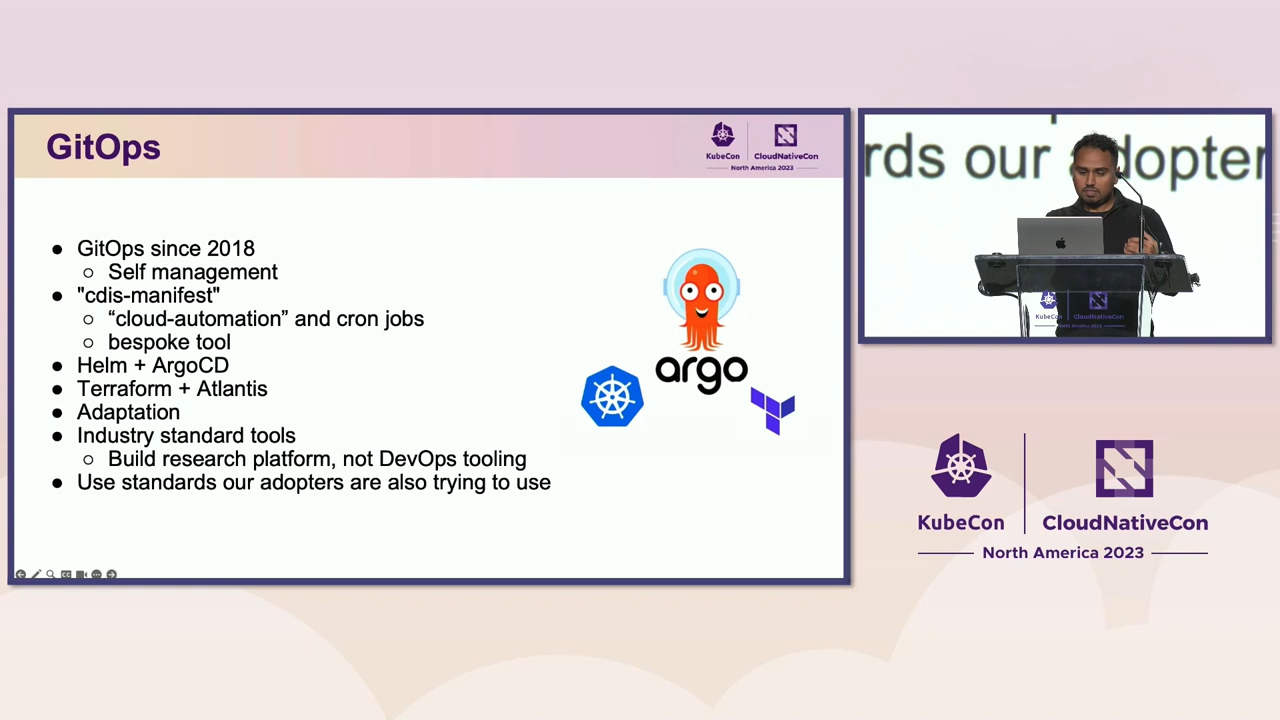 GitOps
KubeCon
CloudNativeCon
North America 2023
● GitOps since 2018
○ Self management
● "cdis-manifest"
○ “cloud-automation” and cron jobs
○ bespoke tool
● Helm + ArgoCD
● Terraform + Atlantis
● Adaptation
● Industry standard tools
○ Build research platform, not DevOps tooling
● Use standards our adopters are also trying to use
argo
rds our adopter
KubeCon
CloudNativeCon
KubeCon
CloudNativeCon
North America 2023